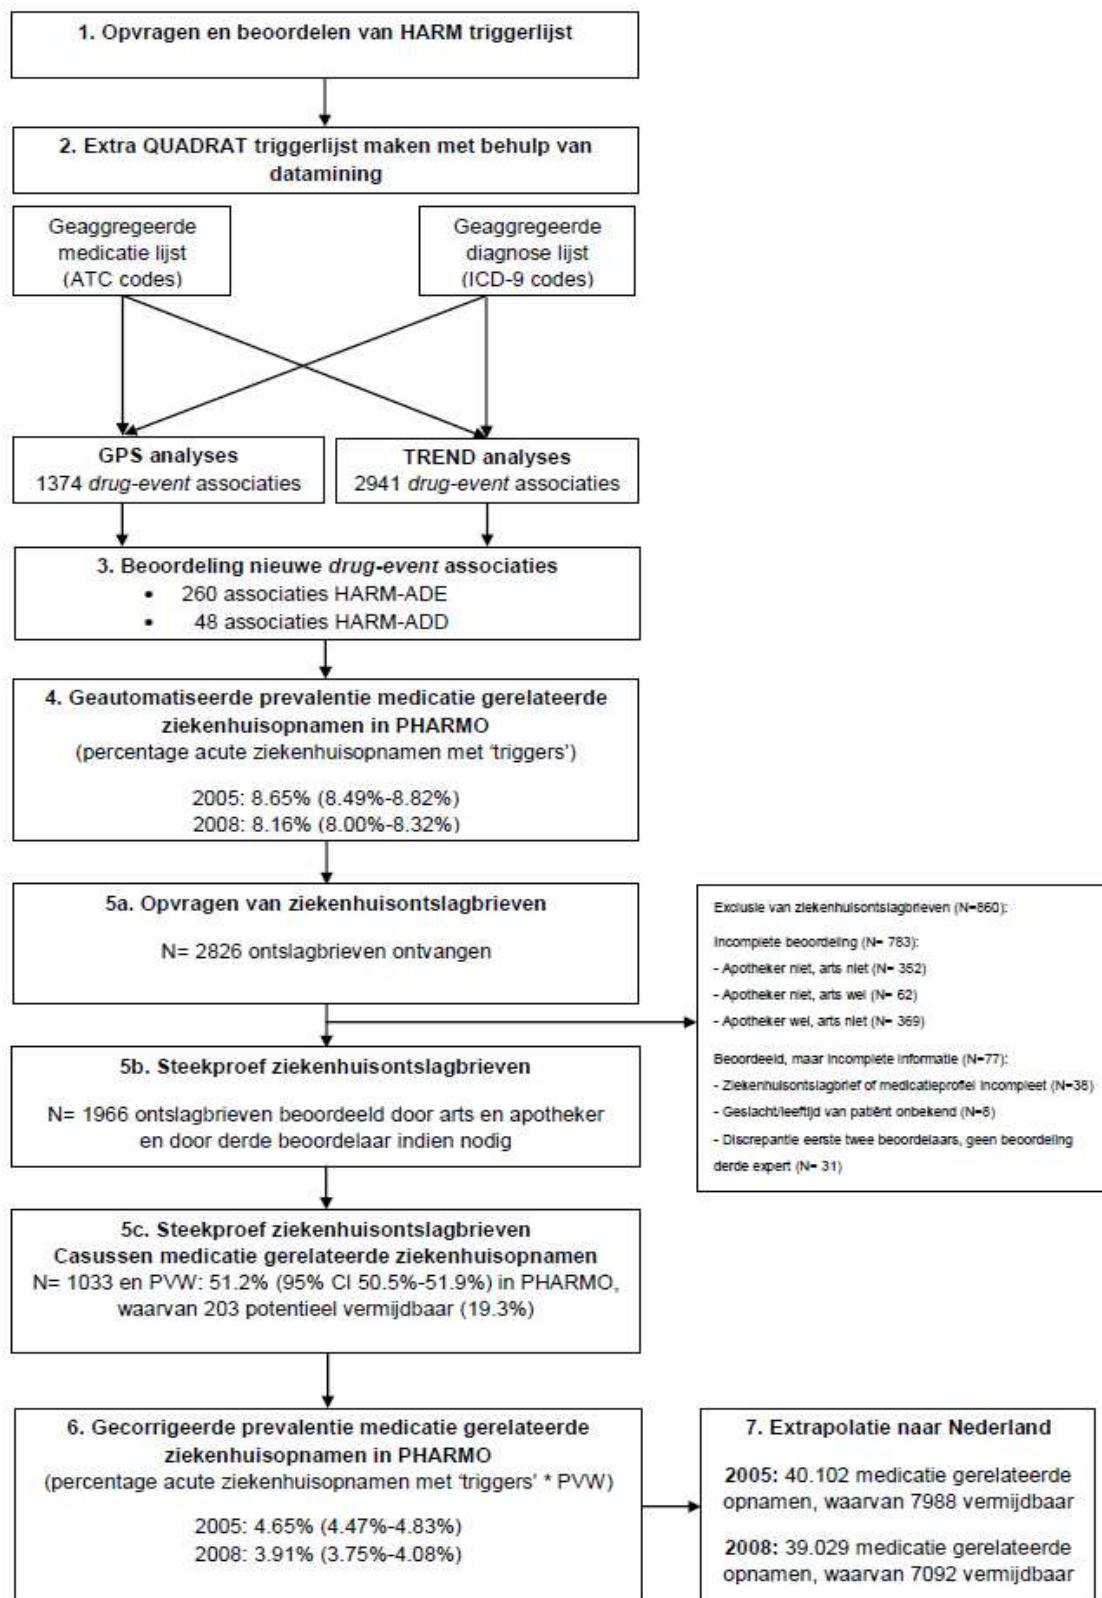 1. Opvragen en beoordelen van HARM triggerlijst
2. Extra QUADRAT triggerlijst maken met behulp van
datamining
Geaggregeerde
medicatie lijst
(ATC codes)
Geaggregeerde
diagnose lijst
(ICD-9 codes)
GPS analyses
1374 drug-event associaties
TREND analyses
2941 drug-event associaties
3. Beoordeling nieuwe drug-event associaties
• 260 associaties HARM-ADE
• 48 associaties HARM-ADD
4. Geautomatiseerde prevalentie medicatie gerelateerde
ziekenhuisopnamen in PHARMO
(percentage acute ziekenhuisopnamen met ‘triggers’)
2005: 8.65% (8.49%-8.82%)
2008: 8.16% (8.00%-8.32%)
5a. Opvragen van ziekenhuisontslagbrieven
N= 2826 ontslagbrieven ontvangen
Exclusie van ziekenhuisontslagbrieven (N=860):
Incomplete beoordeling (N= 783):
- Apotheker niet, arts niet (N= 352)
- Apotheker niet, arts wel (N= 62)
- Apotheker wel, arts niet (N= 369)
Beoordeeld, maar incomplete informatie (N=77):
- Ziekenhuisontslagbrief of medicatieprofiel incompleet (N=38)
- Geslacht/leeftijd van patiënt onbekend (N=8)
- Discrepantie eerste twee beoordelaars, geen beoordeling
derde expert (N= 31)
5b. Steekproef ziekenhuisontslagbrieven
N= 1966 ontslagbrieven beoordeeld door arts en apotheker
en door derde beoordelaar indien nodig
5c. Steekproef ziekenhuisontslagbrieven
Casussen medicatie gerelateerde ziekenhuisopnamen
N= 1033 en PVW: 51.2% (95% CI 50.5%-51.9%) in PHARMO,
waarvan 203 potentieel vermijdbaar (19.3%)
6. Gecorrigeerde prevalentie medicatie gerelateerde
ziekenhuisopnamen in PHARMO
(percentage acute ziekenhuisopnamen met ‘triggers’ * PVW)
2005: 4.65% (4.47%-4.83%)
2008: 3.91% (3.75%-4.08%)
7. Extrapolatie naar Nederland
2005: 40.102 medicatie gerelateerde
opnamen, waarvan 7988 vermijdbaar
2008: 39.029 medicatie gerelateerde
opnamen, waarvan 7092 vermijdbaar